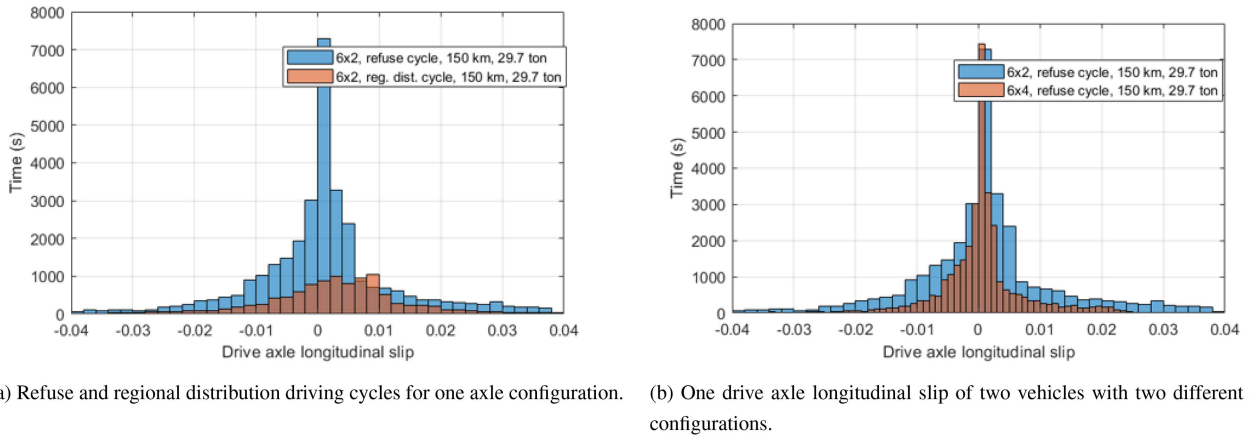 8000
7000
6000
5000
4000
3000
2000
1000
0
Time (s)
6x2, refuse cycle, 150 km, 29.7 ton
6x2, reg. dist. cycle, 150 km, 29.7 ton
-0.04 -0.03 -0.02 -0.01 0 0.01 0.02 0.03 0.04
Drive axle longitudinal slip
a) Refuse and regional distribution driving cycles for one axle configuration.
8000
7000
6000
5000
4000
3000
2000
1000
0
Time (s)
6x2, refuse cycle, 150 km, 29.7 ton
6x4, refuse cycle, 150 km, 29.7 ton
-0.04 -0.03 -0.02 -0.01 0 0.01 0.02 0.03 0.04
Drive axle longitudinal slip
(b) One drive axle longitudinal slip of two vehicles with two different
configurations.